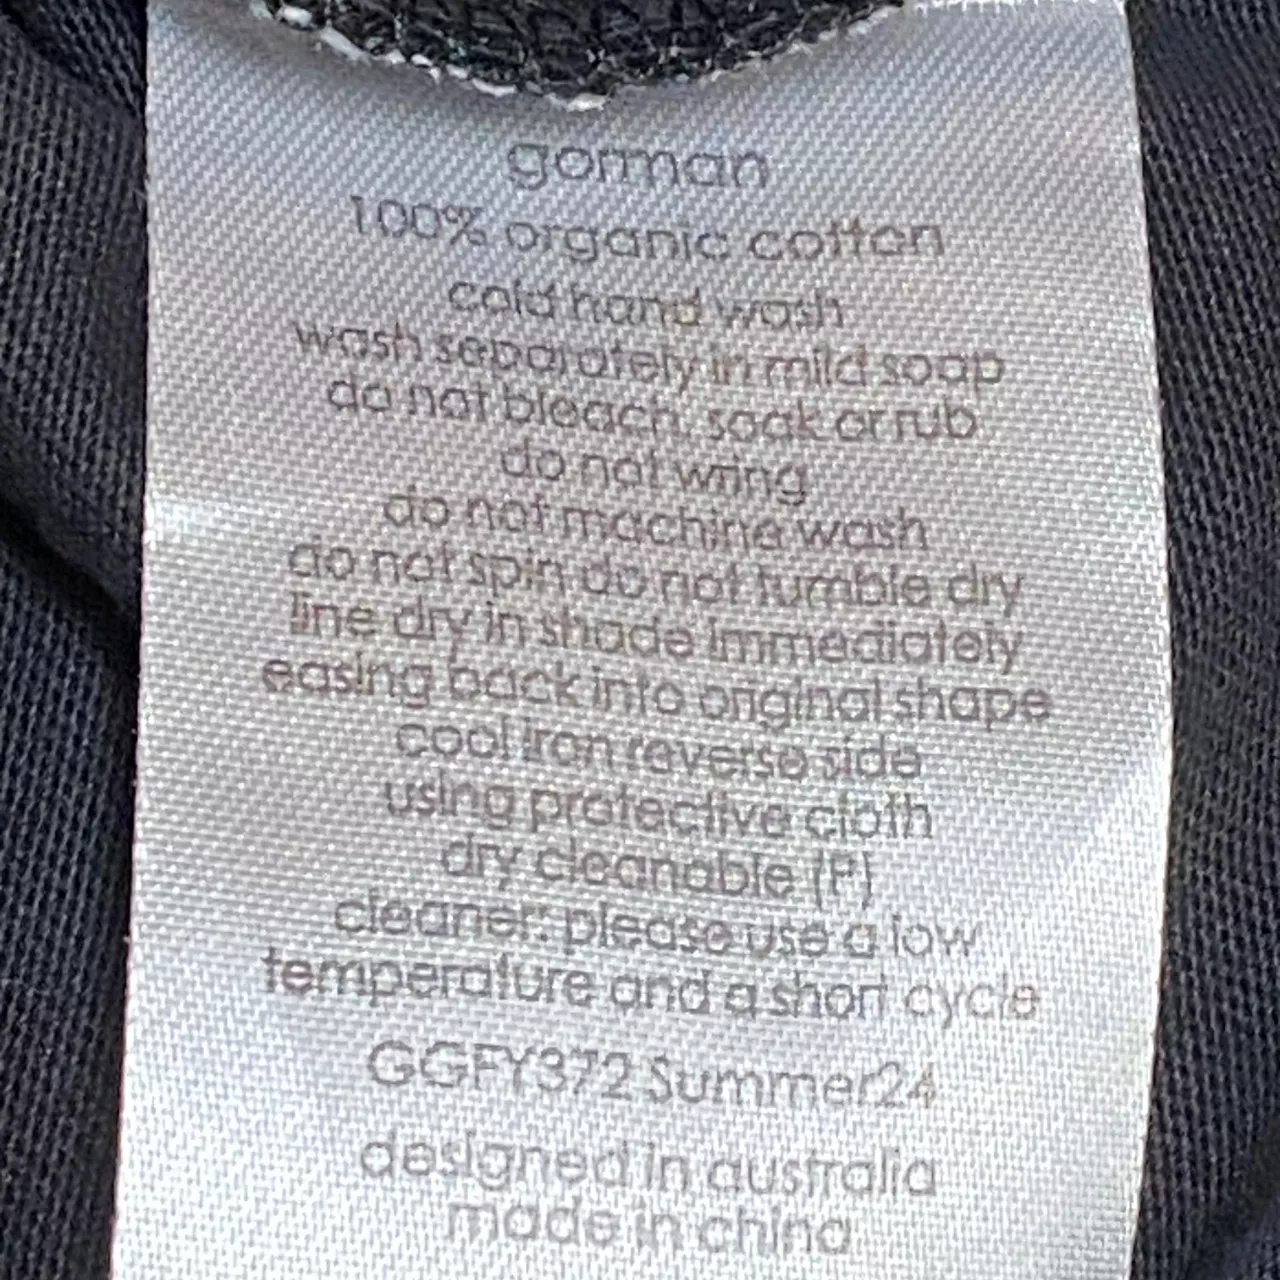 gorman
100% organic cotton
cold hand wash
wash separately in mild soap
do not bleach, soak or rub
do not wring
do not machine wash
do not spin do not tumble dry
line dry in shade immediately
easing back into original shape
cool iron reverse side
using protective cloth
dry cleanable (P)
cleaner: please use a low
temperature and a short cycle
GGFY372 Summer24
designed in australia
made in china